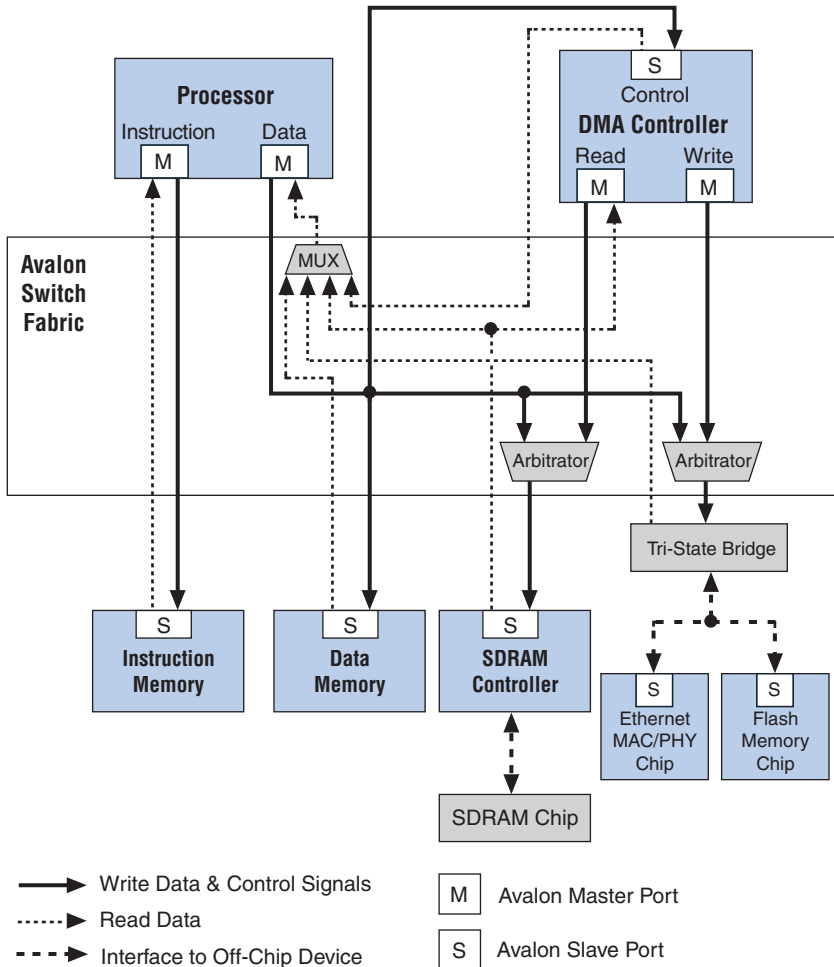 S
Control
DMA Controller
Read
Write
M
M
Processor
Instruction
Data
M
M
Avalon
Switch
Fabric
MUX
Arbitrator
Arbitrator
Tri-State Bridge
S
Instruction
Memory
S
Data
Memory
S
SDRAM
Controller
S
Ethernet
MAC/PHY
Chip
S
Flash
Memory
Chip
SDRAM Chip
Write Data & Control Signals
Read Data
Interface to Off-Chip Device
M
Avalon Master Port
S
Avalon Slave Port